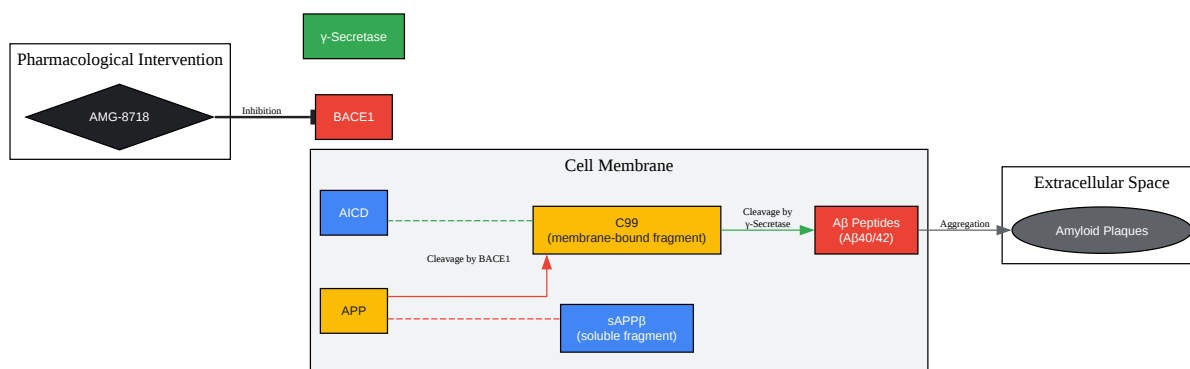 γ-Secretase
Pharmacological Intervention
AMG-8718
Inhibition
BACE1
Cell Membrane
AICD
C99
(membrane-bound fragment)
Cleavage by
γ-Secretase
Aβ Peptides
(Aβ40/42)
Aggregation
Extracellular Space
Amyloid Plaques
Cleavage by BACE1
APP
sAPPβ
(soluble fragment)